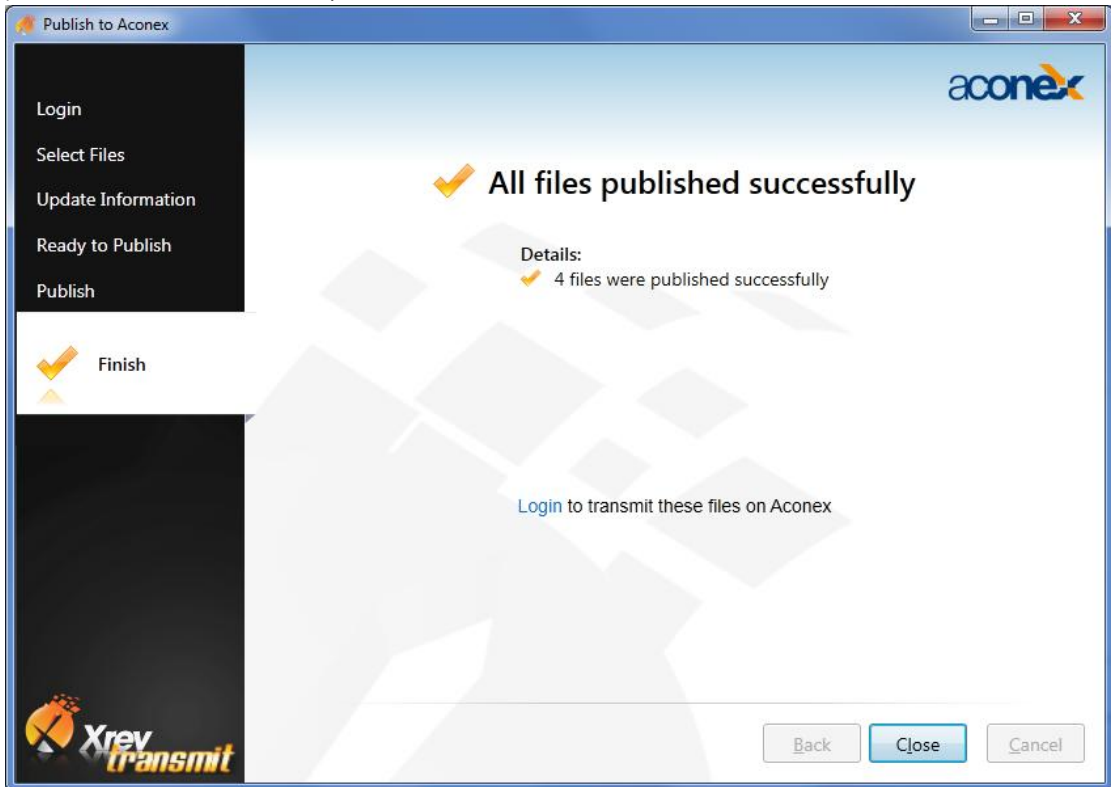 Publish to Aconex
aconex
Login
Select Files
Update Information
Ready to Publish
Publish
Finish
All files published successfully
Details:
4 files were published successfully
Login to transmit these files on Aconex
Xrev
transmit
Back
Close
Cancel